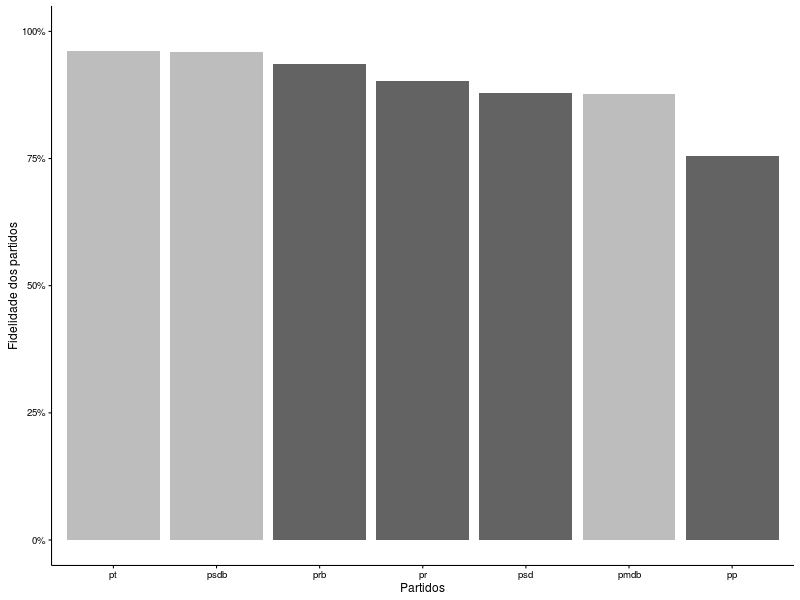 Fidelidade dos partidos
100%
75%
50%
25%
0%
pt psdb prb pr psd pmdb pp
Partidos